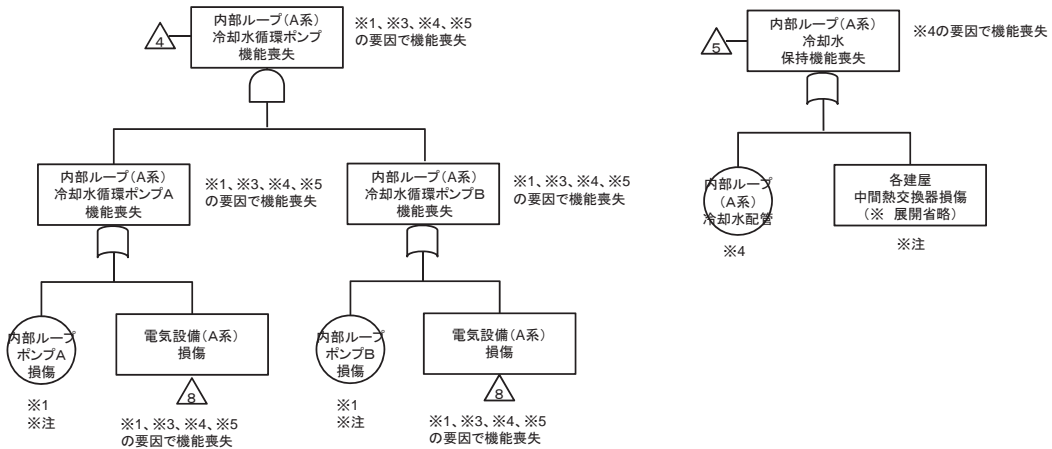 4
内部ループ(A系)
冷却水循環ポンプ
機能喪失
※1、※3、※4、※5
の要因で機能喪失
内部ループ(A系)
冷却水循環ポンプA
機能喪失
※1、※3、※4、※5
の要因で機能喪失
内部ループ(A系)
冷却水循環ポンプB
機能喪失
※1、※3、※4、※5
の要因で機能喪失
内部ループ
ポンプA
損傷
※1
※注
電気設備(A系)
損傷
8
※1、※3、※4、※5
の要因で機能喪失
内部ループ
ポンプB
損傷
※1
※注
電気設備(A系)
損傷
8
※1、※3、※4、※5
の要因で機能喪失
5
内部ループ(A系)
冷却水
保持機能喪失
※4の要因で機能喪失
内部ループ
(A系)
冷却水配管
※4
各建屋
中間熱交換器損傷
(※ 展開省略)
※注